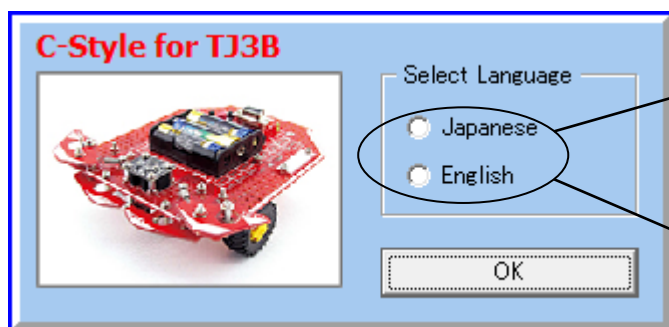 C-Style for TJ3B
Select Language
Japanese
English
OK